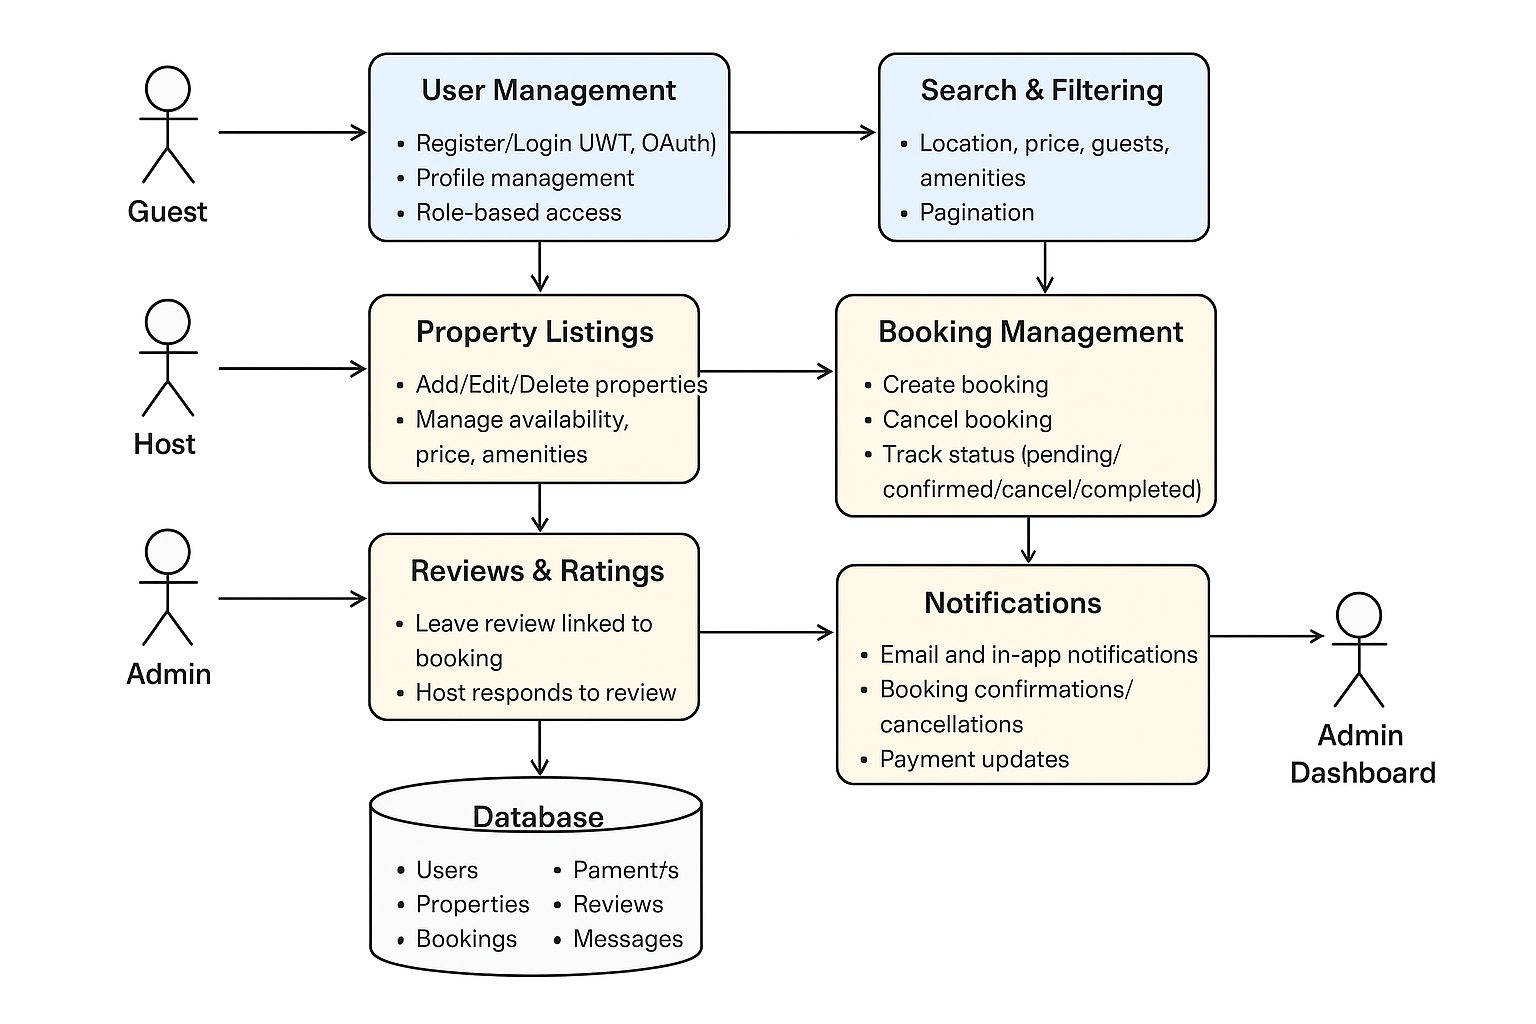 Guest
User Management
• Register/Login UWT, OAuth)
• Profile management
• Role-based access
Search & Filtering
• Location, price, guests,
amenities
• Pagination
Host
Property Listings
• Add/Edit/Delete properties
• Manage availability,
price, amenities
Booking Management
• Create booking
• Cancel booking
• Track status (pending/
confirmed/cancel/completed)
Admin
Reviews & Ratings
• Leave review linked to
booking
• Host responds to review
Notifications
• Email and in-app notifications
• Booking confirmations/
cancellations
• Payment updates
Admin
Dashboard
Database
• Users
• Properties
• Bookings
• Pament/s
• Reviews
• Messages